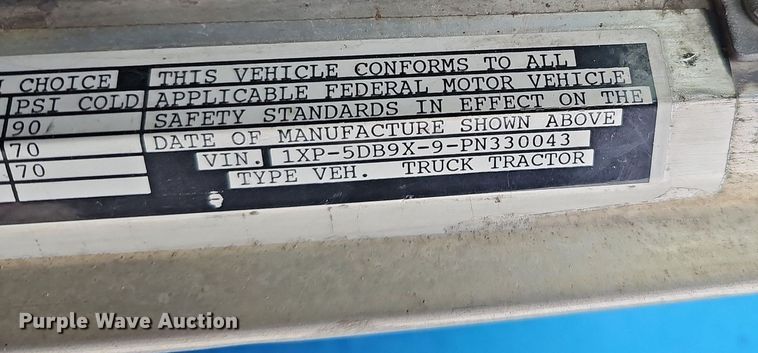 CHOICE
PSI COLD
90
70
70
THIS VEHICLE CONFORMS TO ALL
APPLICABLE FEDERAL MOTOR VEHICLE
SAFETY STANDARDS IN EFFECT ON THE
DATE OF MANUFACTURE SHOWN ABOVE
VIN. 1XP-5DB9X-9-PN330043
TYPE VEH. TRUCK TRACTOR
Purple Wave Auction